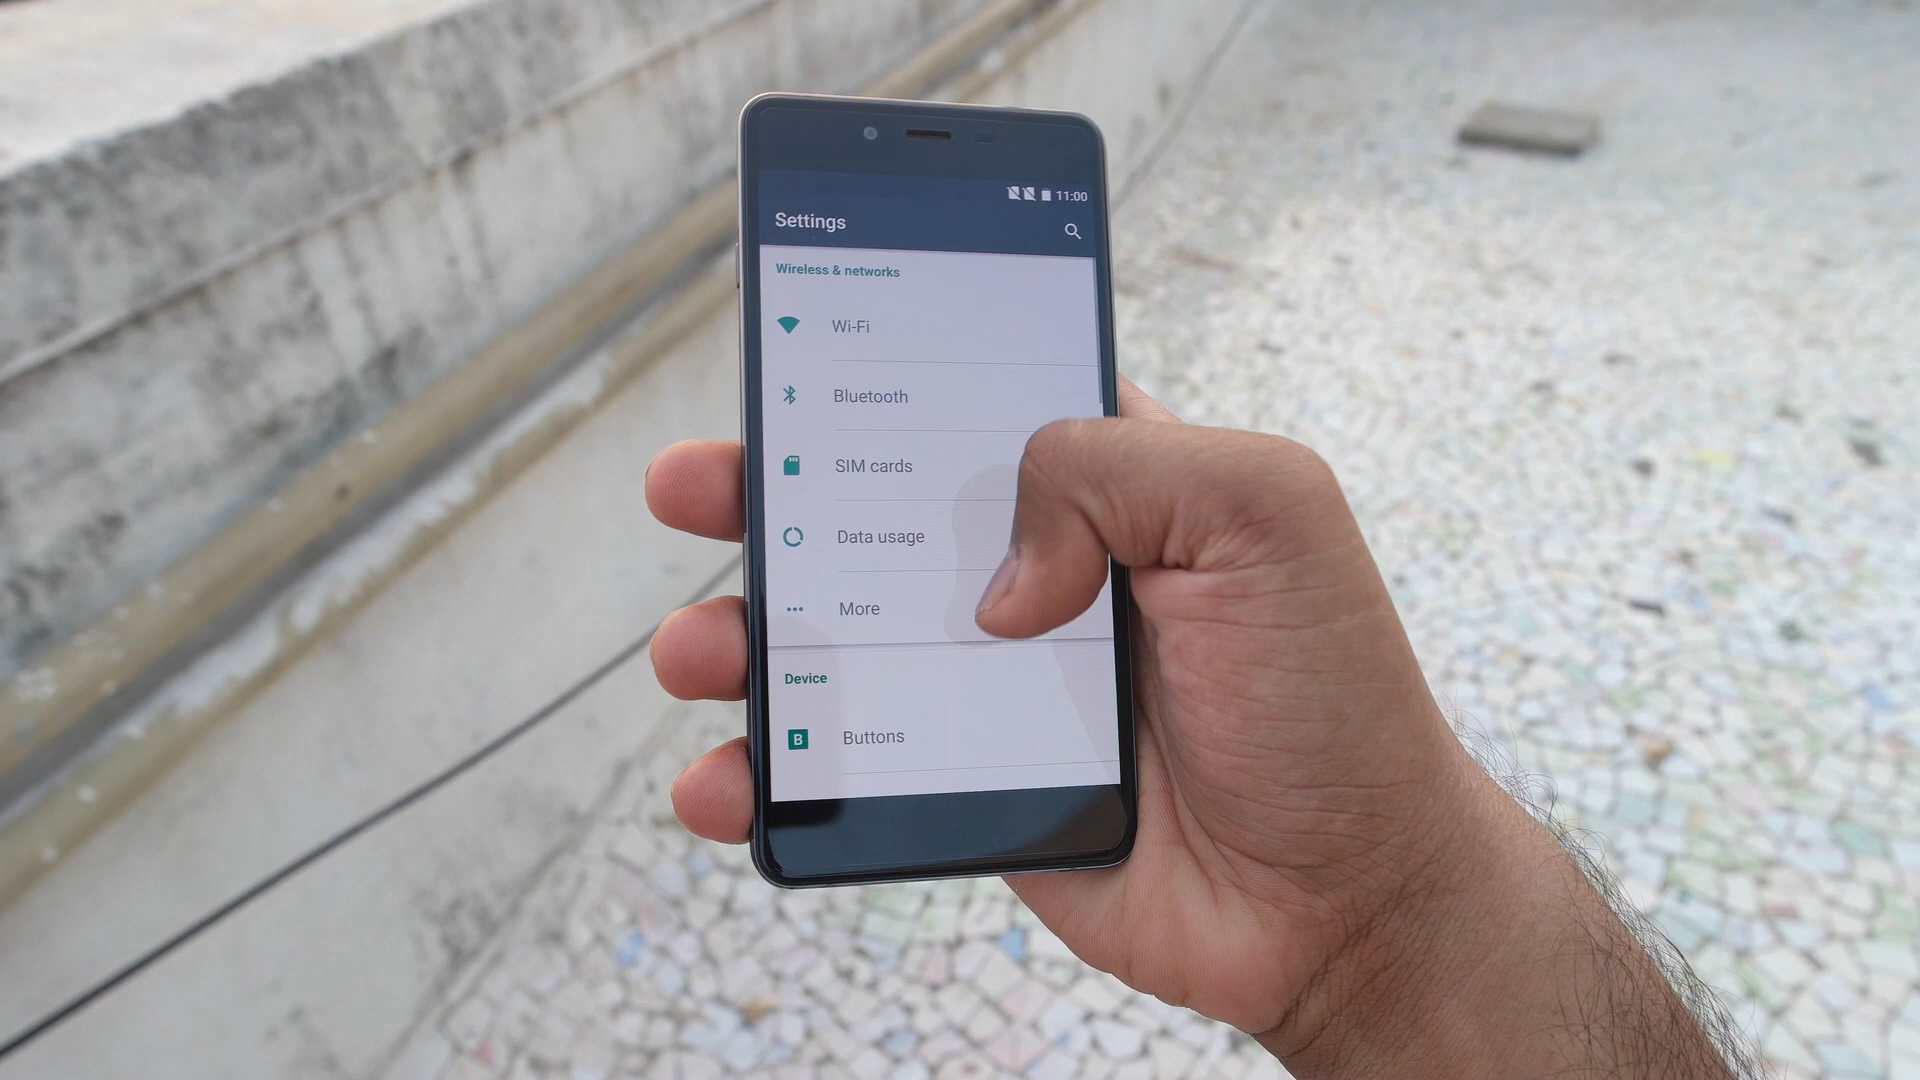 11:00
Settings
Wireless & networks
Wi-Fi
Bluetooth
SIM cards
Data usage
More
Device
B Buttons